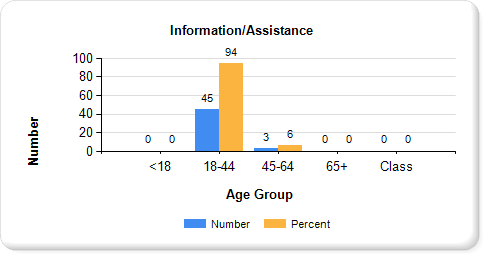 Information/Assistance
Number
100
80
60
40
20
0
0 0
45 94
3 6
0 0
0 0
<18 18-44 45-64 65+ Class
Age Group
Number Percent